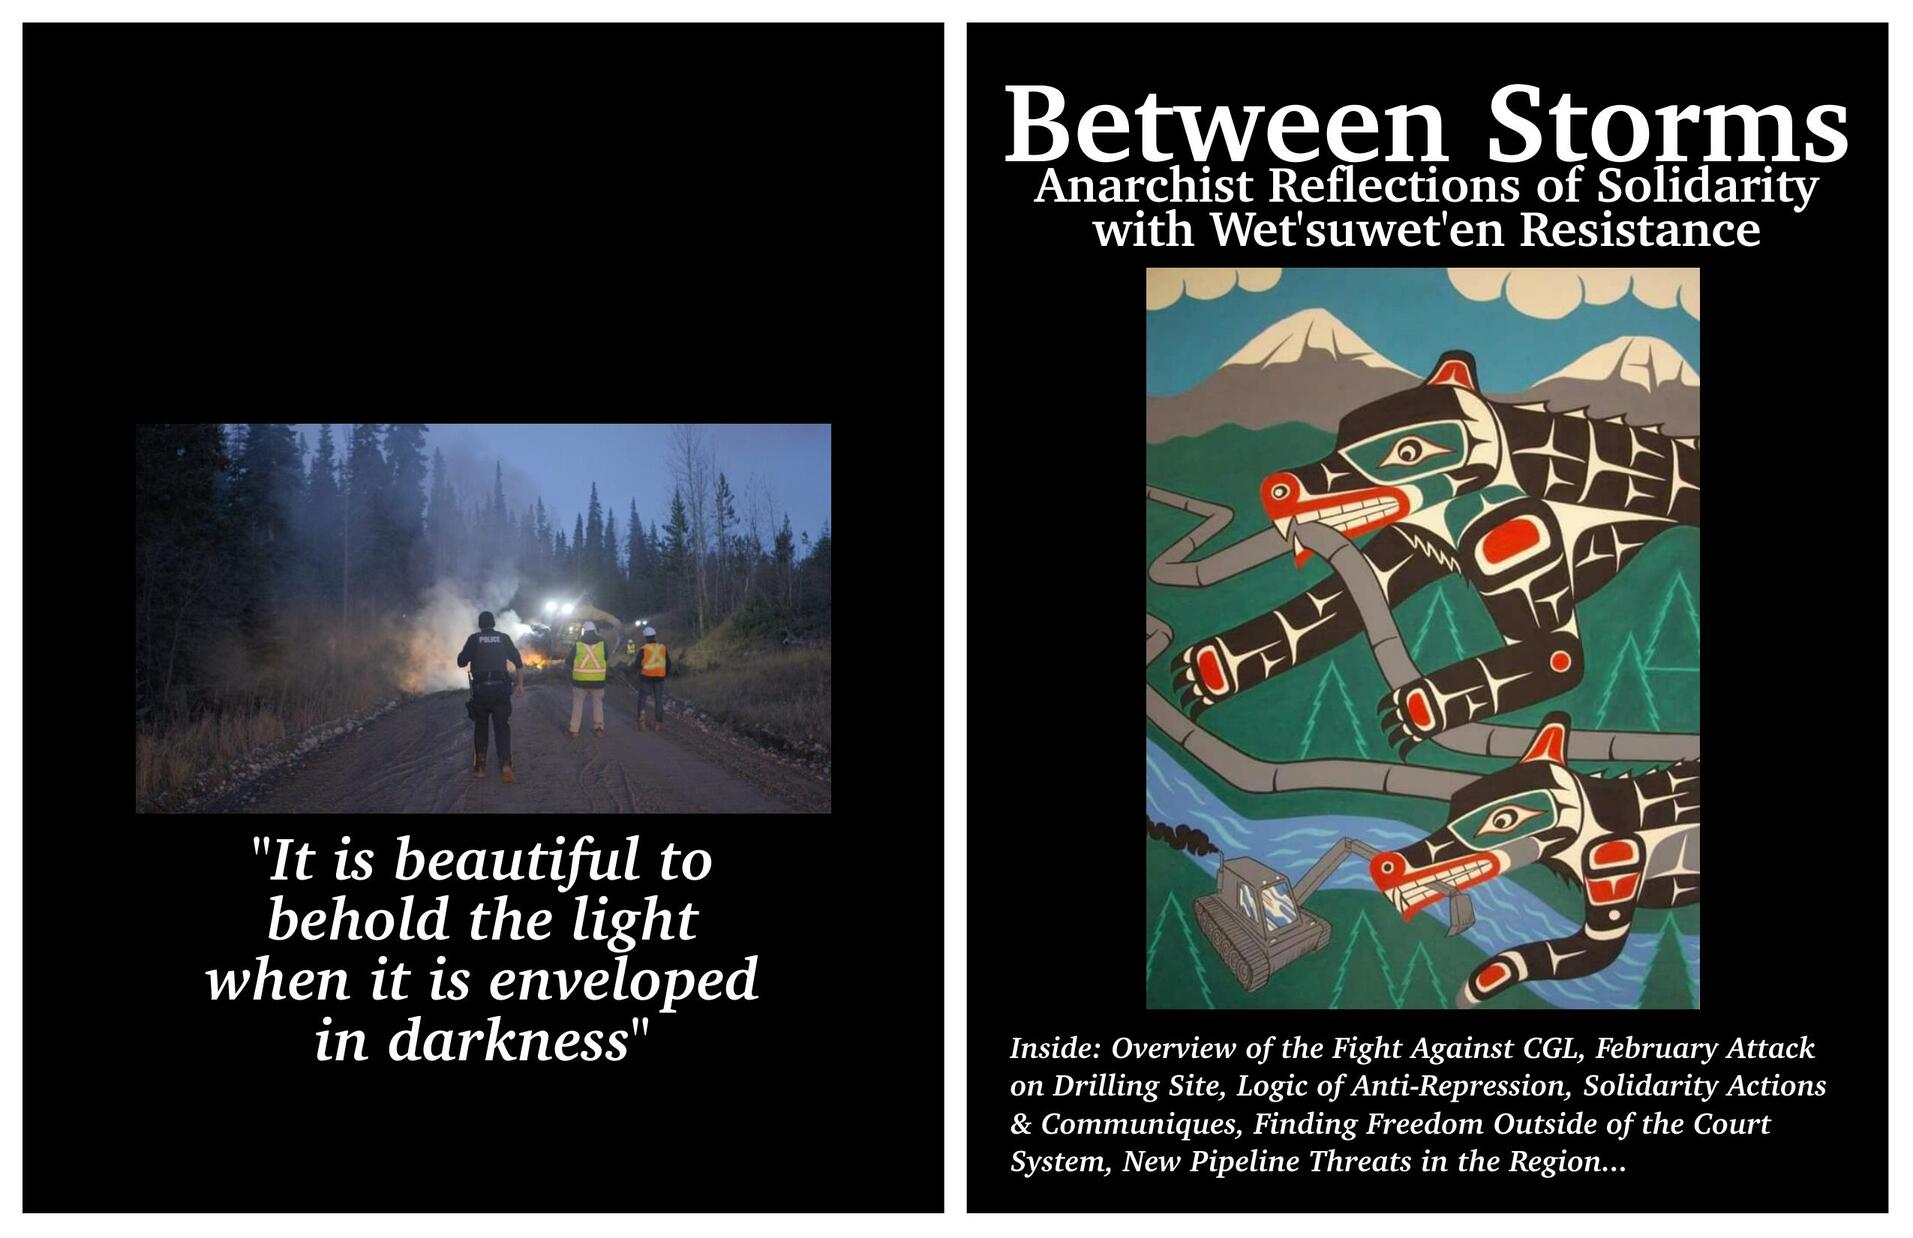 POLICE
"It is beautiful to
behold the light
when it is enveloped
in darkness"
Between Storms
Anarchist Reflections of Solidarity
with Wet'suwet'en Resistance
Inside: Overview of the Fight Against CGL, February Attack
on Drilling Site, Logic of Anti-Repression, Solidarity Actions
& Communiques, Finding Freedom Outside of the Court
System, New Pipeline Threats in the Region...